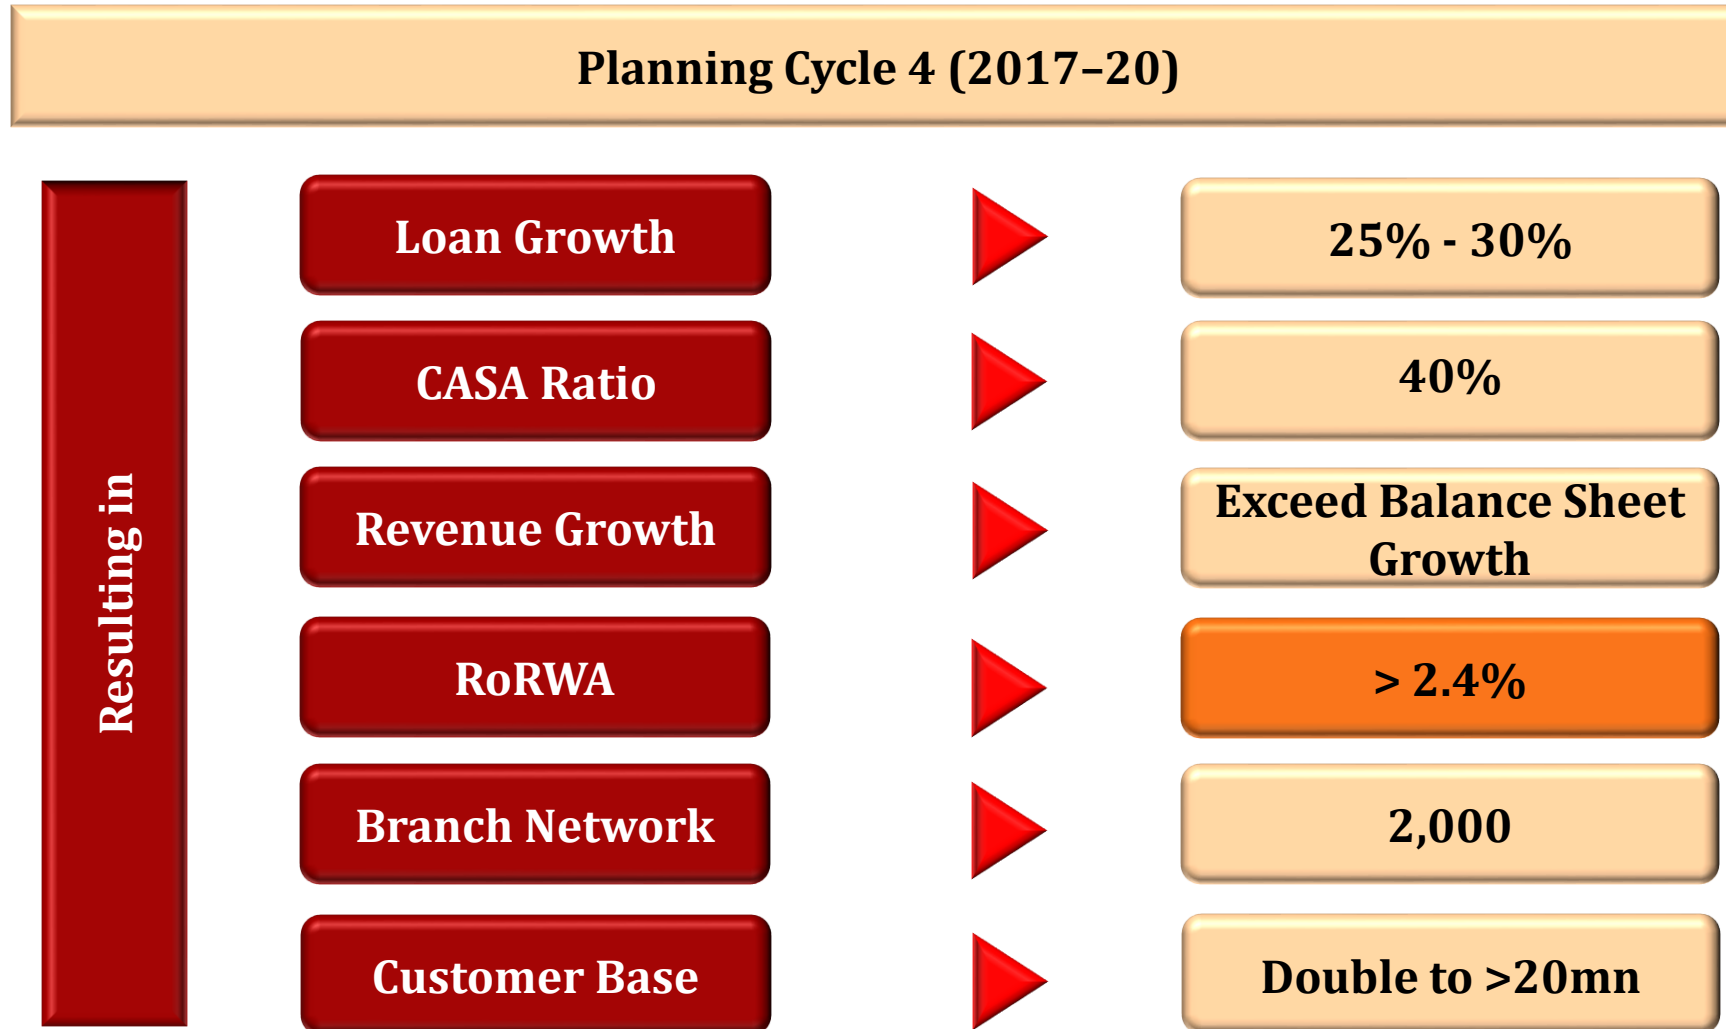 Planning Cycle 4 (2017–20)
Resulting in
Loan Growth
25% - 30%
CASA Ratio
40%
Revenue Growth
Exceed Balance Sheet
Growth
RoRWA
> 2.4%
Branch Network
2,000
Customer Base
Double to >20mn